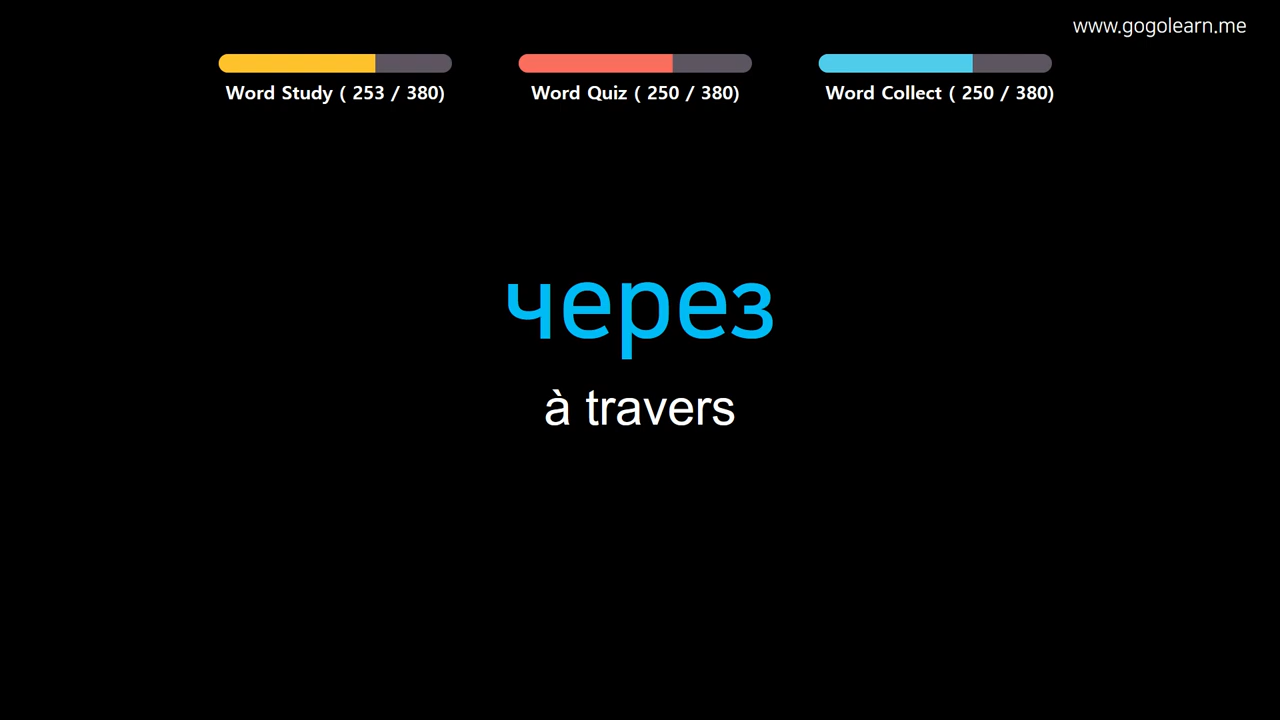 www.gogolearn.me
Word Study ( 253 / 380)
Word Quiz ( 250 / 380)
Word Collect ( 250 / 380)
через
à travers